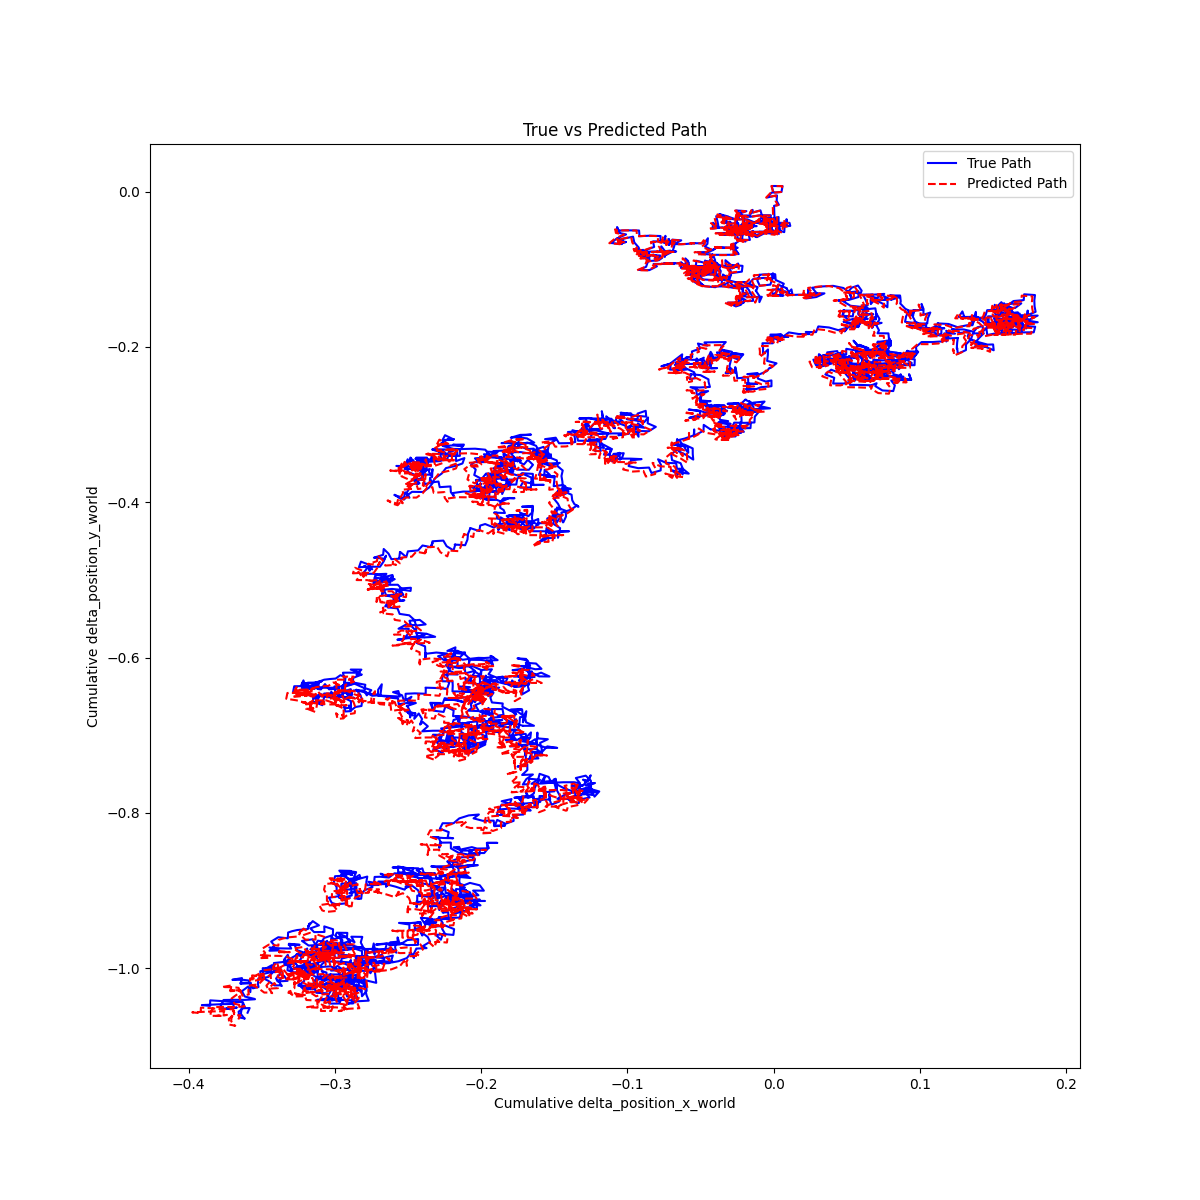 True vs Predicted Path
True Path
Predicted Path
0.0
−0.2
−0.4
−0.6
−0.8
−1.0
Cumulative delta_position_y_world
−0.4
−0.3
−0.2
−0.1
0.0
0.1
0.2
Cumulative delta_position_x_world